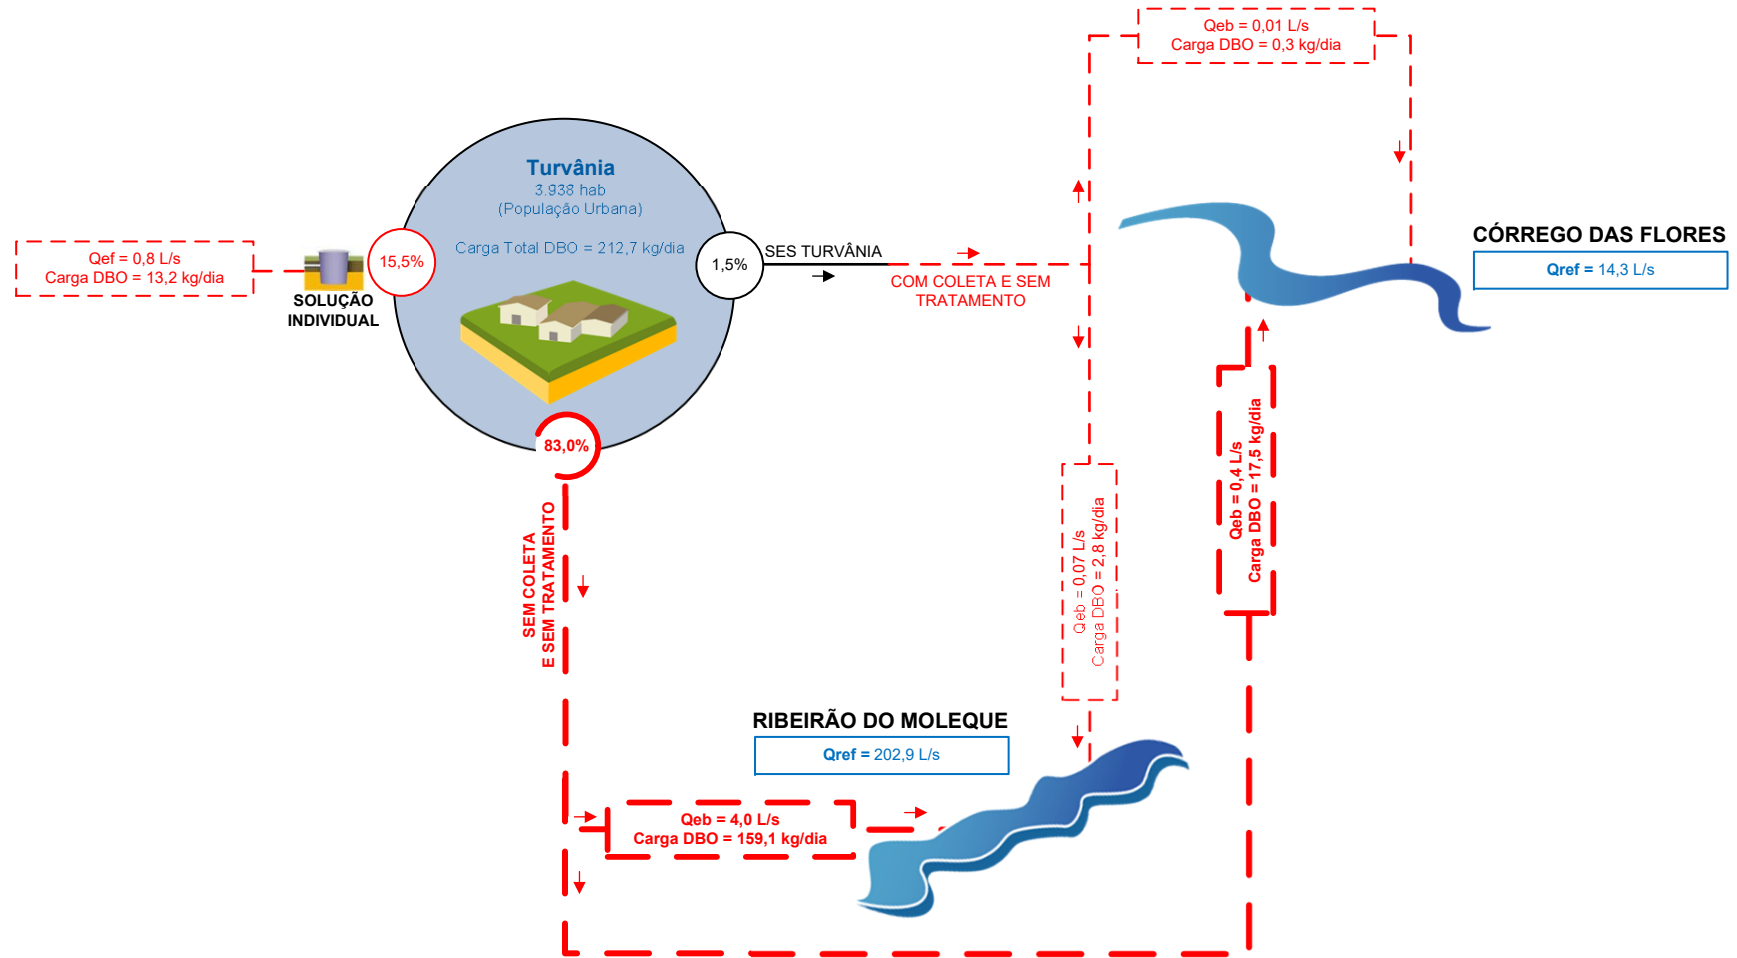 Qeb = 0,01 L/s
Carga DBO = 0,3 kg/dia
Turvânia
3.938 hab
(População Urbana)
Carga Total DBO = 212,7 kg/dia
Qef = 0,8 L/s
Carga DBO = 13,2 kg/dia
15,5%
SOLUÇÃO
INDIVIDUAL
1,5%
SES TURVÂNIA
COM COLETA E SEM
TRATAMENTO
CÓRREGO DAS FLORES
Qref = 14,3 L/s
83,0%
SEM COLETA
E SEM TRATAMENTO
Qeb = 0,07 L/s
Carga DBO = 2,8 kg/dia
Qeb = 0,4 L/s
Carga DBO = 17,5 kg/dia
RIBEIRÃO DO MOLEQUE
Qref = 202,9 L/s
Qeb = 4,0 L/s
Carga DBO = 159,1 kg/dia